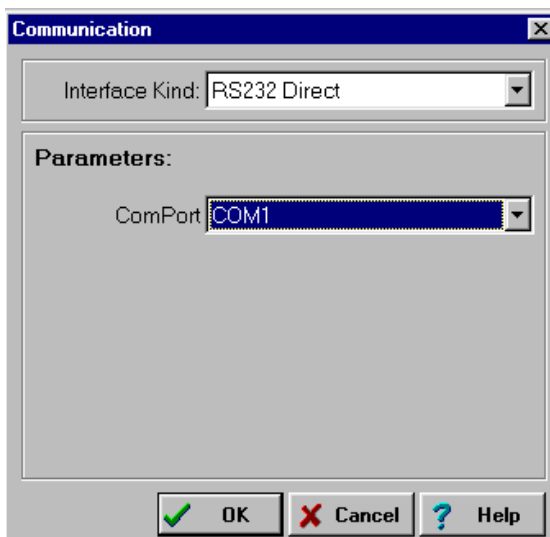 Communication
Interface Kind: RS232 Direct
Parameters:
ComPort COM1
OK Cancel Help